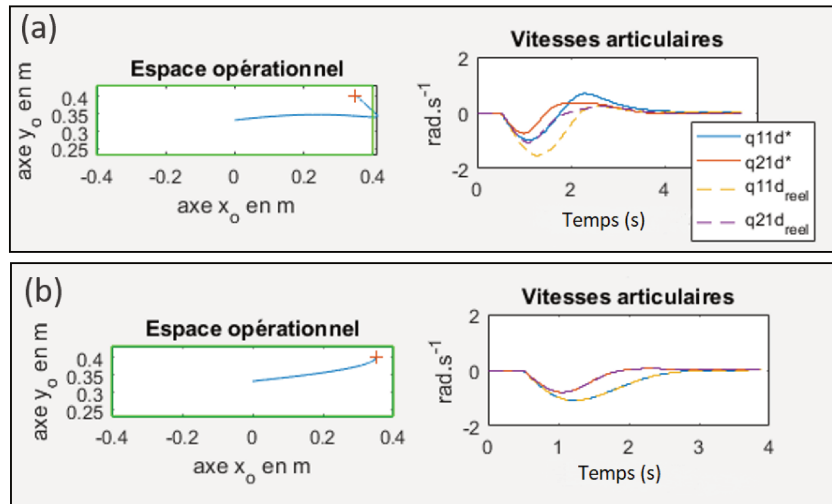 (a)
Espace opérationnel
axe y_o en m
0.4
0.35
0.3
0.25
-0.4
-0.2
0
0.2
0.4
axe x_o en m
Vitesses articulaires
rad.s^-1
2
0
-2
0
2
4
Temps (s)
q11d*
q21d*
q11d_reel
q21d_reel
(b)
Espace opérationnel
axe y_o en m
0.4
0.35
0.3
0.25
-0.4
-0.2
0
0.2
0.4
axe x_o en m
Vitesses articulaires
rad.s^-1
2
0
-2
0
1
2
3
4
Temps (s)